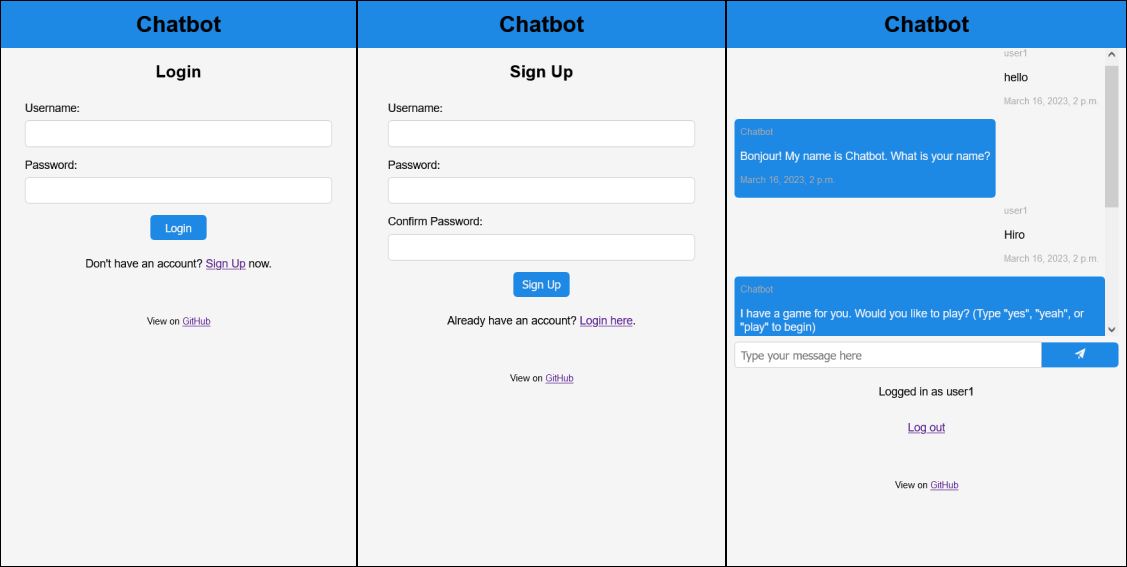 Chatbot
Login
Username:
Password:
Login
Don't have an account? Sign Up now.
View on GitHub
Chatbot
Sign Up
Username:
Password:
Confirm Password:
Sign Up
Already have an account? Login here.
View on GitHub
Chatbot
user1
hello
March 16, 2023, 2 p.m.
Chatbot
Bonjour! My name is Chatbot. What is your name?
March 16, 2023, 2 p.m.
user1
Hiro
March 16, 2023, 2 p.m.
Chatbot
I have a game for you. Would you like to play? (Type "yes", "yeah", or
"play" to begin)
Type your message here
Logged in as user1
Log out
View on GitHub